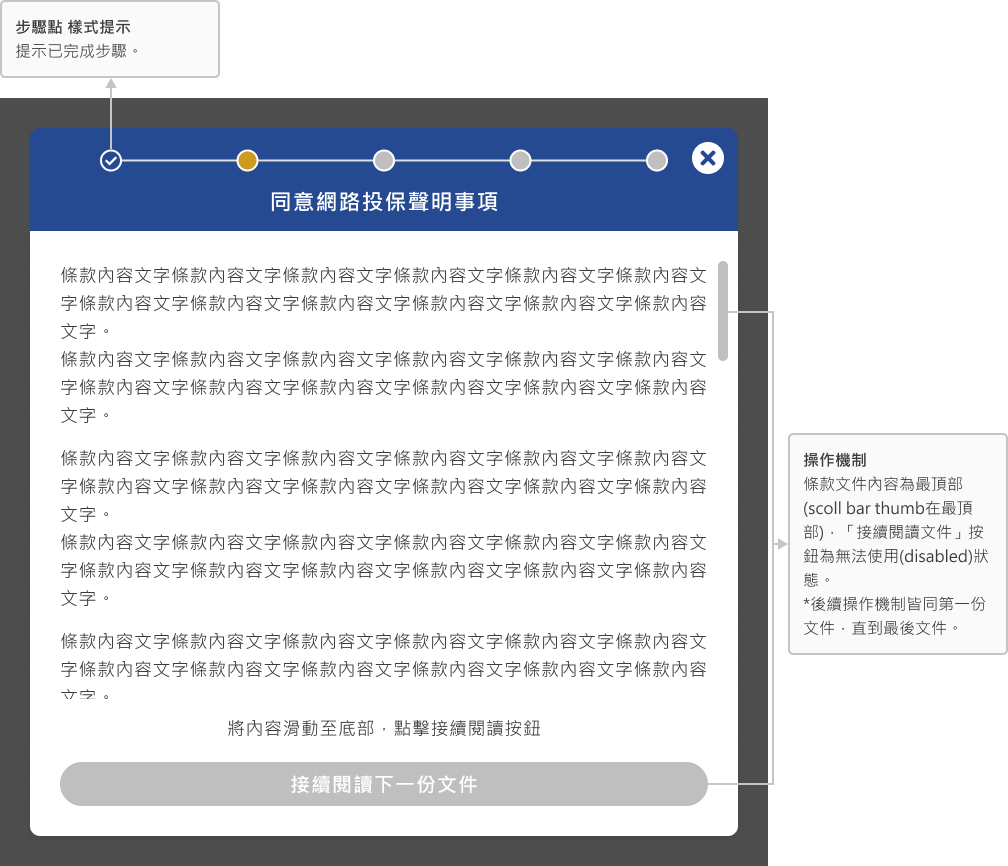 步驟點 樣式提示
提示已完成步驟。
同意網路投保聲明事項
條款內容文字條款內容文字條款內容文字條款內容文字條款內容文字條款內容文
字條款內容文字條款內容文字條款內容文字條款內容文字條款內容文字條款內容
文字。
條款內容文字條款內容文字條款內容文字條款內容文字條款內容文字條款內容文
字條款內容文字條款內容文字條款內容文字條款內容文字條款內容文字條款內容
文字。
條款內容文字條款內容文字條款內容文字條款內容文字條款內容文字條款內容文
字條款內容文字條款內容文字條款內容文字條款內容文字條款內容文字條款內容
文字。
條款內容文字條款內容文字條款內容文字條款內容文字條款內容文字條款內容文
字條款內容文字條款內容文字條款內容文字條款內容文字條款內容文字條款內容
文字。
條款內容文字條款內容文字條款內容文字條款內容文字條款內容文字條款內容文
字條款內容文字條款內容文字條款內容文字條款內容文字條款內容文字條款內容
文字。
將內容滑動至底部，點擊接續閱讀按鈕
接續閱讀下一份文件
操作機制
條款文件內容為最頂部
(scoll bar thumb在最頂
部)，「接續閱讀文件」按
鈕為無法使用(disabled)狀
態。
*後續操作機制皆同第一份
文件，直到最後文件。